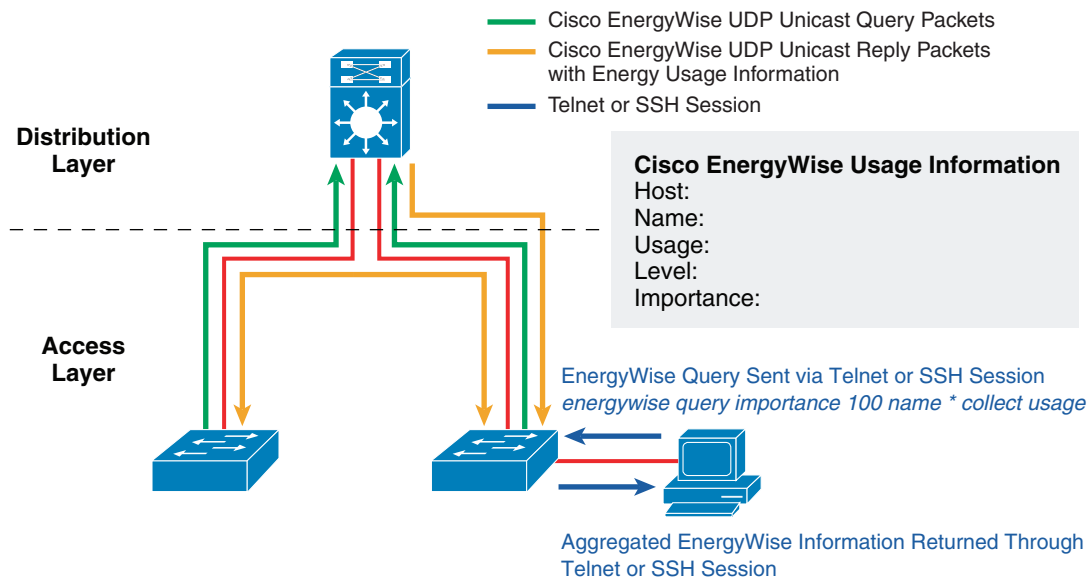 Cisco EnergyWise UDP Unicast Query Packets
Cisco EnergyWise UDP Unicast Reply Packets
with Energy Usage Information
Telnet or SSH Session
Distribution
Layer
Cisco EnergyWise Usage Information
Host:
Name:
Usage:
Level:
Importance:
Access
Layer
EnergyWise Query Sent via Telnet or SSH Session
energywise query importance 100 name * collect usage
Aggregated EnergyWise Information Returned Through
Telnet or SSH Session